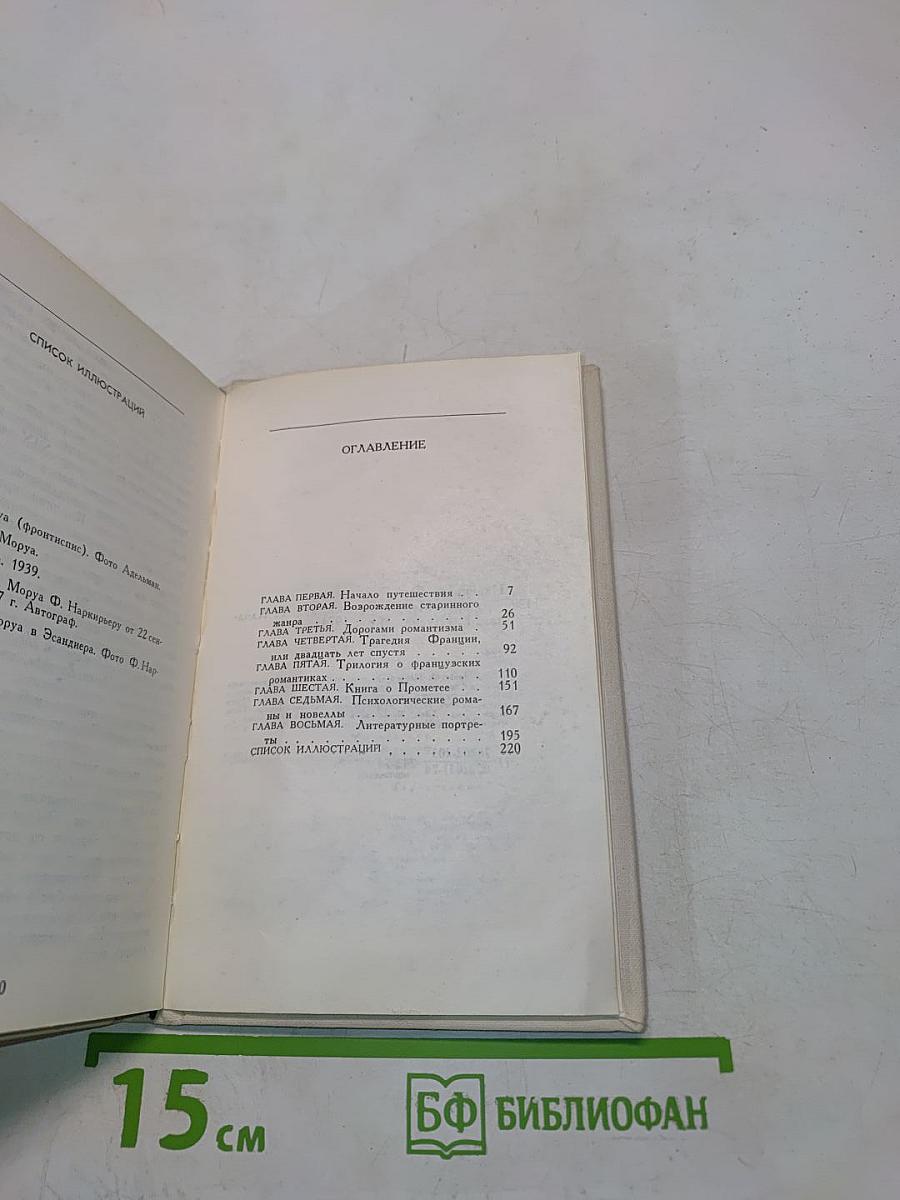 СПИСОК ИЛЛЮСТРАЦИЙ
(фронтиспис). Фото Адельман.
Моруа.
1939.
Моруа Ф. Наркирьеру от 22 сен-
7 г. Автограф.
в Эсандиера. Фото Ф. Нар-
0
ОГЛАВЛЕНИЕ
ГЛАВА ПЕРВАЯ. Начало путешествия . . 7
ГЛАВА ВТОРАЯ. Возрождение старинного
жанра . . . . . . . . . . . . . 26
ГЛАВА ТРЕТЬЯ. Дорогами романтизма . 51
ГЛАВА ЧЕТВЕРТАЯ. Трагедия Франции,
или двадцать лет спустя . . . . . 92
ГЛАВА ПЯТАЯ. Трилогия о французских
романтиках . . . . . . . . . . . 110
ГЛАВА ШЕСТАЯ. Книга о Прометее . . 151
ГЛАВА СЕДЬМАЯ. Психологические рома-
ны и новеллы . . . . . . . . . 167
ГЛАВА ВОСЬМАЯ. Литературные портре-
ты . . . . . . . . . . . . . . 195
СПИСОК ИЛЛЮСТРАЦИЙ . . . . . . . 220
15 см
БФ БИБЛИОФАН